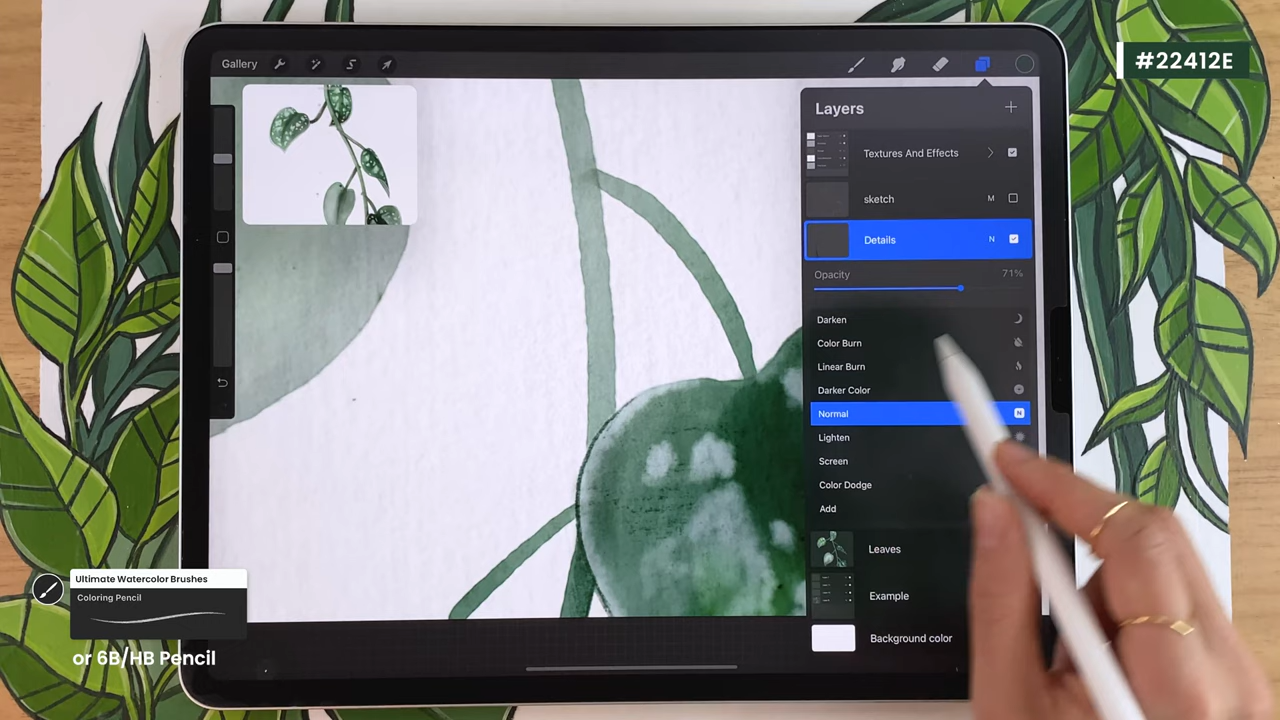 #22412E
Gallery
Layers
Textures And Effects
sketch M
Details N
Opacity 71%
Darken
Color Burn
Linear Burn
Darker Color
Normal N
Lighten
Screen
Color Dodge
Add
Leaves
Example
Background color
Ultimate Watercolor Brushes
Coloring Pencil
or 6B/HB Pencil